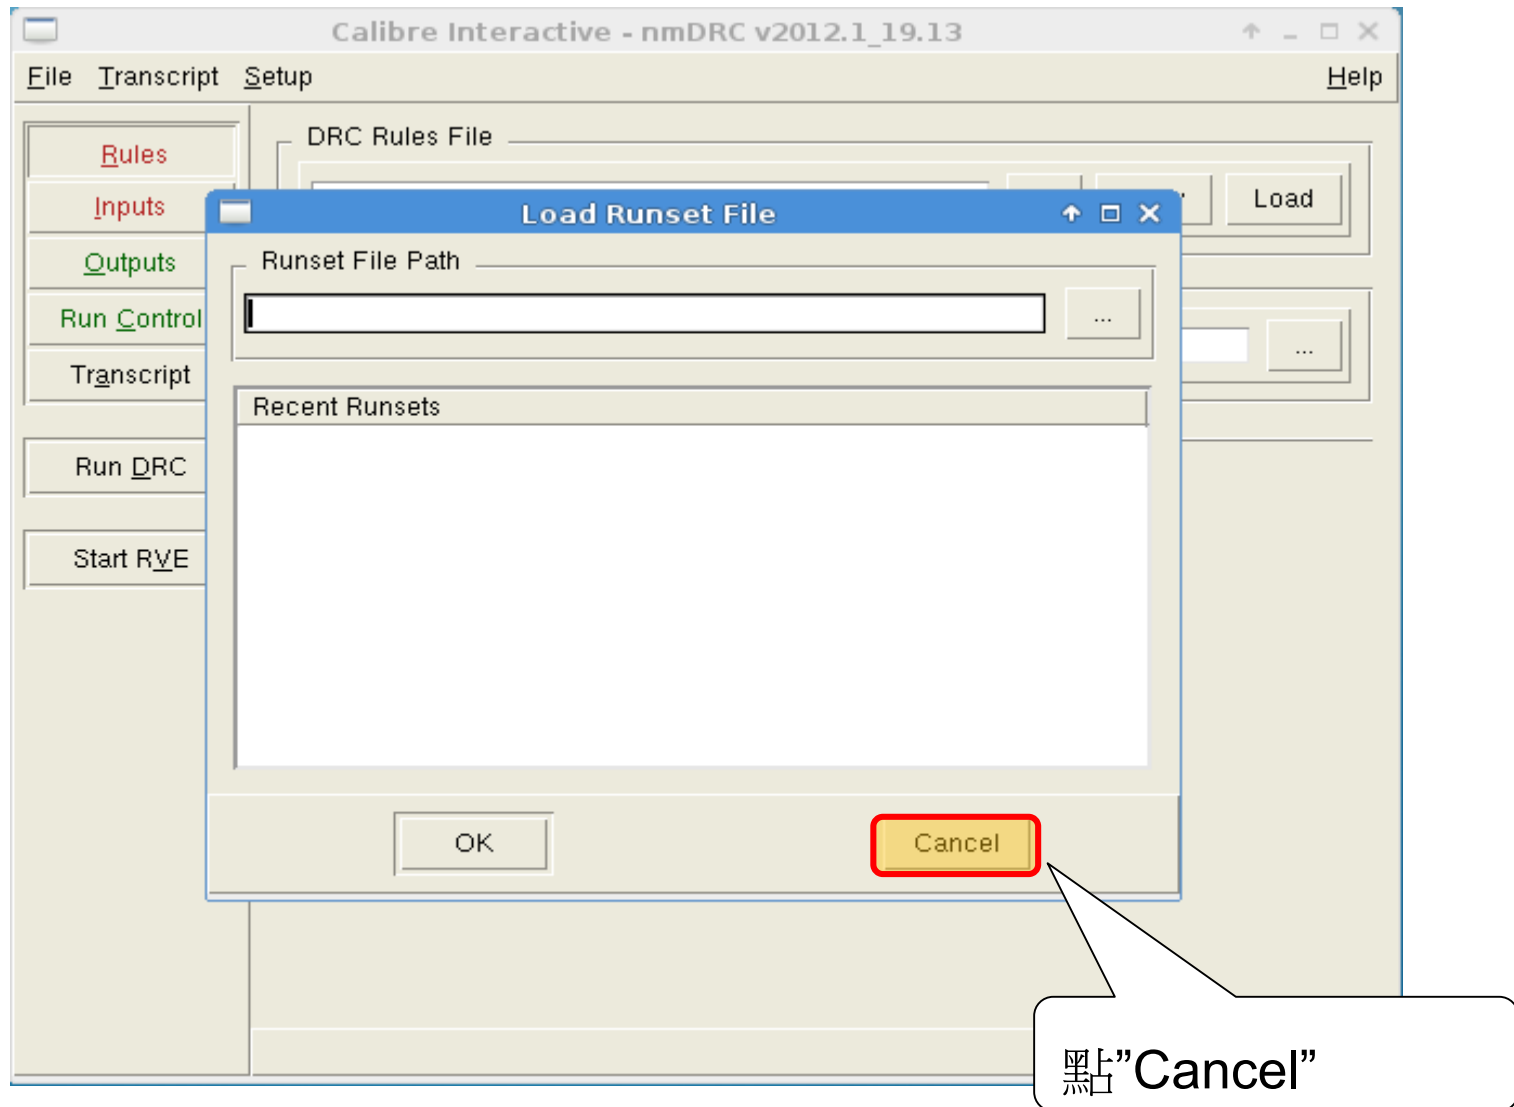 Calibre Interactive - nmDRC v2012.1_19.13
File Transcript Setup Help
Rules
Inputs
Outputs
Run Control
Transcript
Run DRC
Start RVE
DRC Rules File
Load
...
Load Runset File
Runset File Path
...
Recent Runsets
OK Cancel
點”Cancel”